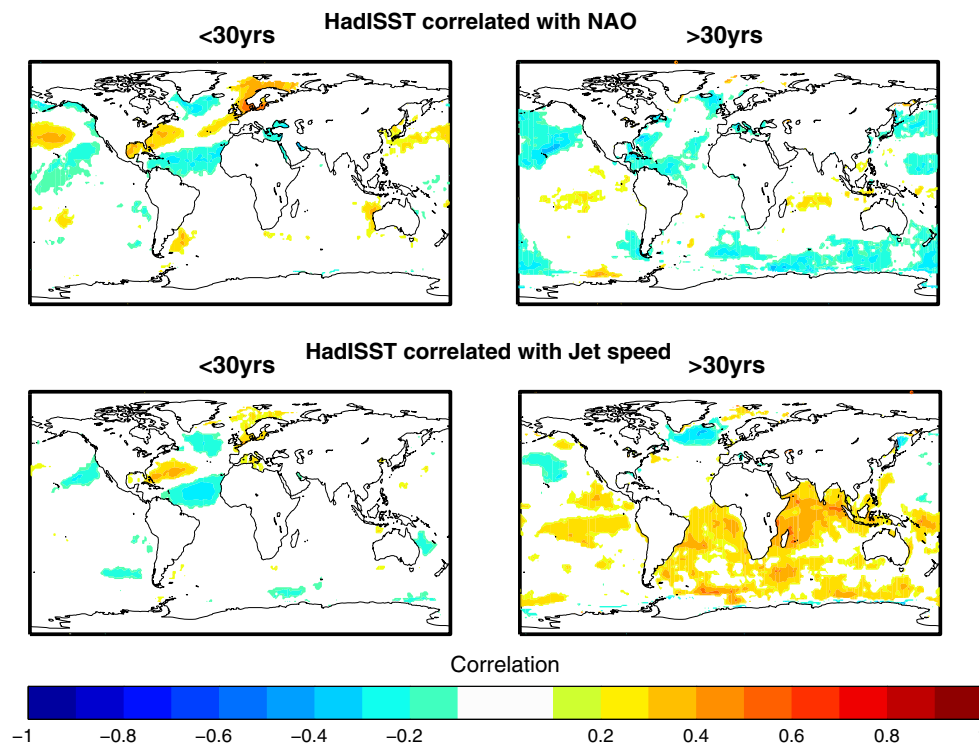 HadISST correlated with NAO
<30yrs >30yrs
HadISST correlated with Jet speed
<30yrs >30yrs
Correlation
−1 −0.8 −0.6 −0.4 −0.2 0.2 0.4 0.6 0.8